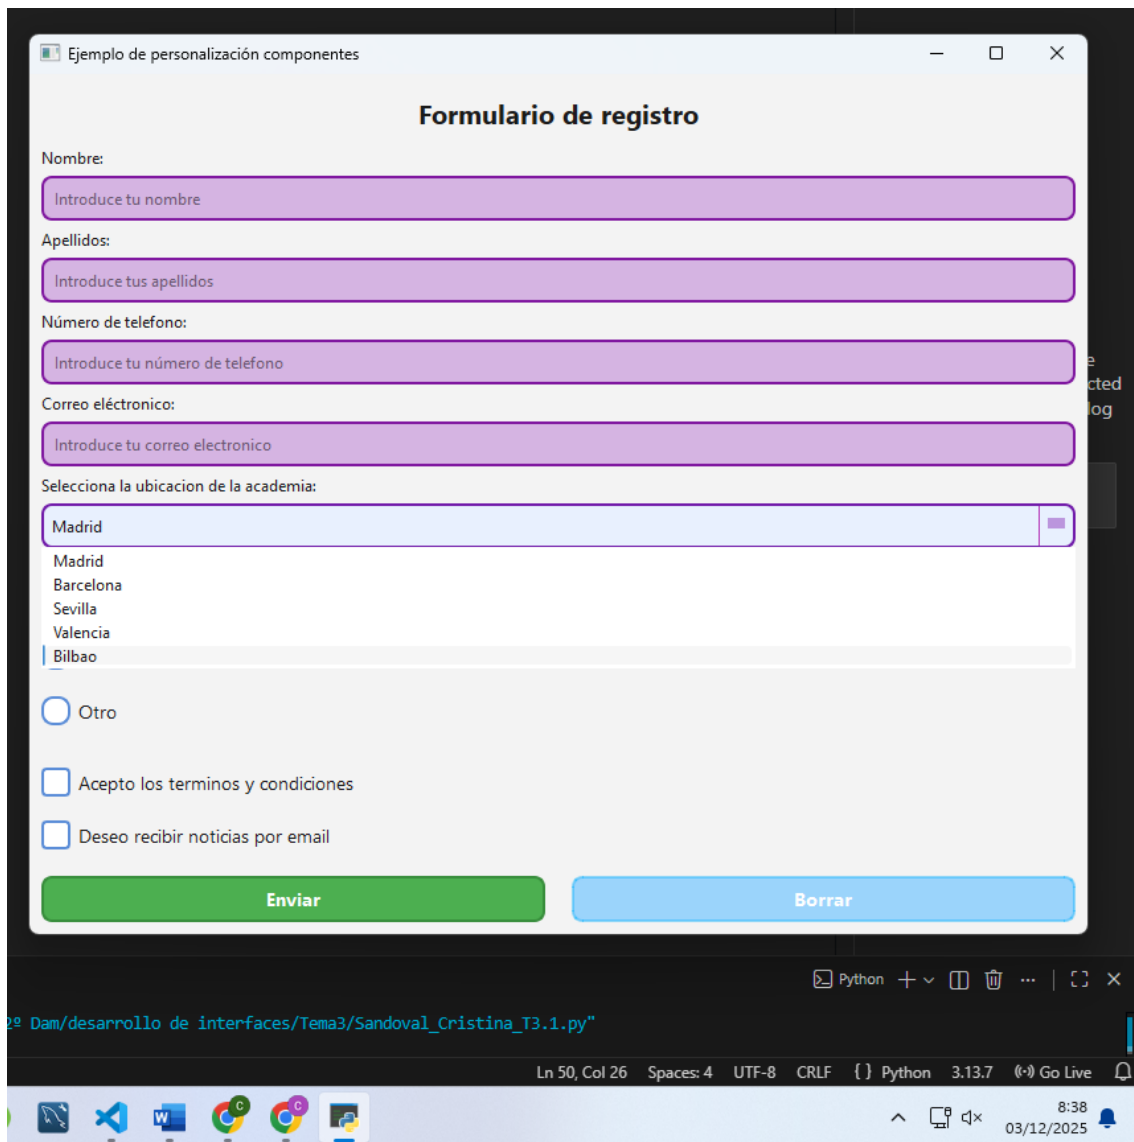 Ejemplo de personalización componentes
Formulario de registro
Nombre:
Introduce tu nombre
Apellidos:
Introduce tus apellidos
Número de telefono:
Introduce tu número de telefono
Correo eléctronico:
Introduce tu correo electronico
Selecciona la ubicacion de la academia:
Madrid
Madrid
Barcelona
Sevilla
Valencia
Bilbao
Otro
Acepto los terminos y condiciones
Deseo recibir noticias por email
Enviar Borrar
cted
log
Python
2º Dam/desarrollo de interfaces/Tema3/Sandoval_Cristina_T3.1.py"
Ln 50, Col 26 Spaces: 4 UTF-8 CRLF {} Python 3.13.7 Go Live
C C
8:38
03/12/2025